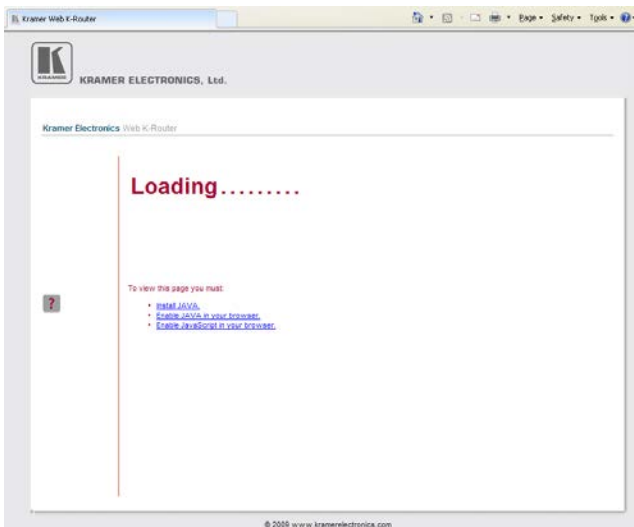 Kramer Web K-Router
Page
Safety
Tools
K
KRAMER
KRAMER ELECTRONICS, Ltd.
Kramer Electronics Web K-Router
Loading.........
To view this page you must:
Install JAVA.
Enable JAVA in your browser.
Enable JavaScript in your browser.
?
© 2009 www.kramerelectronics.com